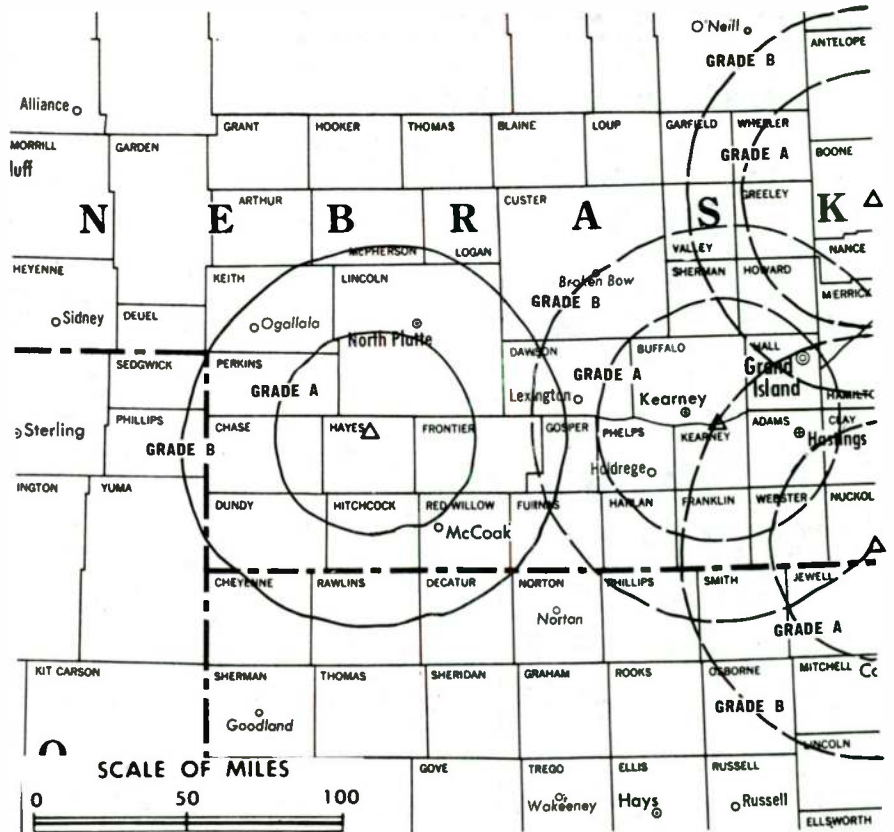 O'Neill
ANTELOPE
GRADE B
Alliance
GRANT
HOOKER
THOMAS
BLAINE
LOUP
GARFIELD
WHEELER
MORRILL
GARDEN
GRADE A
BOONE
luff
ARTHUR
CUSTER
GREELEY
N E B R A S K
McPHERSON
LOGAN
VALLEY
NANCE
HEYENNE
KEITH
LINCOLN
SHERMAN
HOWARD
Broken Bow
MERRICK
GRADE B
Sidney
DEUEL
Ogallala
North Platte
DAWSON
BUFFALO
HALL
SEDGWICK
PERKINS
Grand
Island
GRADE A
GRADE A
Lexington
Kearney
HAMILTO
PHILLIPS
CHASE
HAYES
FRONTIER
GOSPER
PHELPS
KEARNEY
ADAMS
CLAY
Sterling
Hastings
GRADE B
Holdrege
INGTON
YUMA
DUNDY
HITCHCOCK
RED WILLOW
FURNAS
HARLAN
FRANKLIN
WEBSTER
NUCKOL
McCoak
CHEYENNE
RAWLINS
DECATUR
NORTON
PHILLIPS
SMITH
JEWELL
Nortan
GRADE A
KIT CARSON
SHERMAN
THOMAS
SHERIDAN
GRAHAM
ROOKS
OSBORNE
MITCHELL
Cc
GRADE B
Goodland
LINCOLN
O
SCALE OF MILES
GOVE
TREGO
ELLIS
RUSSELL
0 50 100
Wakeeney
Hays
Russell
ELLSWORTH